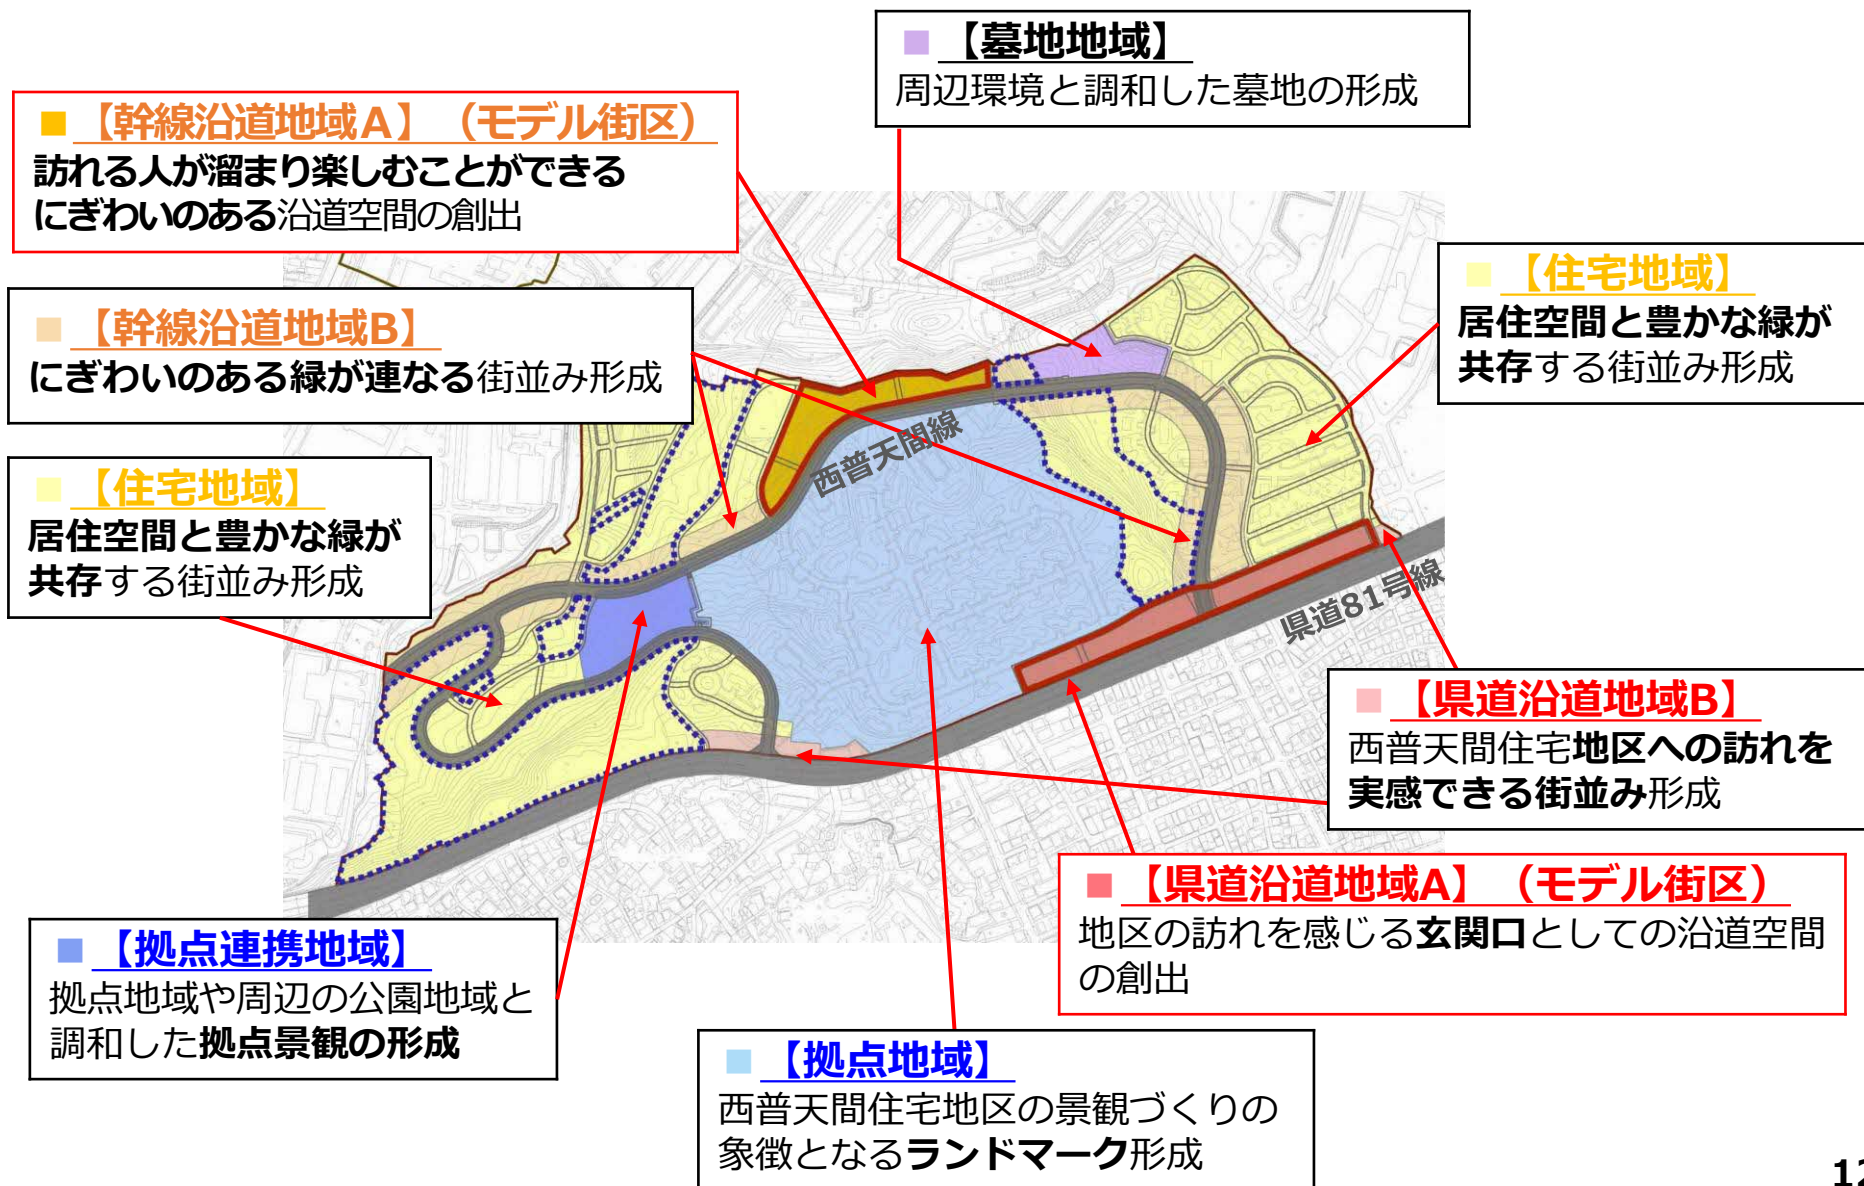 ■【墓地地域】
周辺環境と調和した墓地の形成
■【幹線沿道地域A】（モデル街区）
訪れる人が溜まり楽しむことができる
にぎわいのある沿道空間の創出
■【住宅地域】
居住空間と豊かな緑が
共存する街並み形成
■【幹線沿道地域B】
にぎわいのある緑が連なる街並み形成
西普天間線
■【住宅地域】
居住空間と豊かな緑が
共存する街並み形成
県道81号線
■【県道沿道地域B】
西普天間住宅地区への訪れを
実感できる街並み形成
■【県道沿道地域A】（モデル街区）
地区の訪れを感じる玄関口としての沿道空間
の創出
■【拠点連携地域】
拠点地域や周辺の公園地域と
調和した拠点景観の形成
■【拠点地域】
西普天間住宅地区の景観づくりの
象徴となるランドマーク形成
12